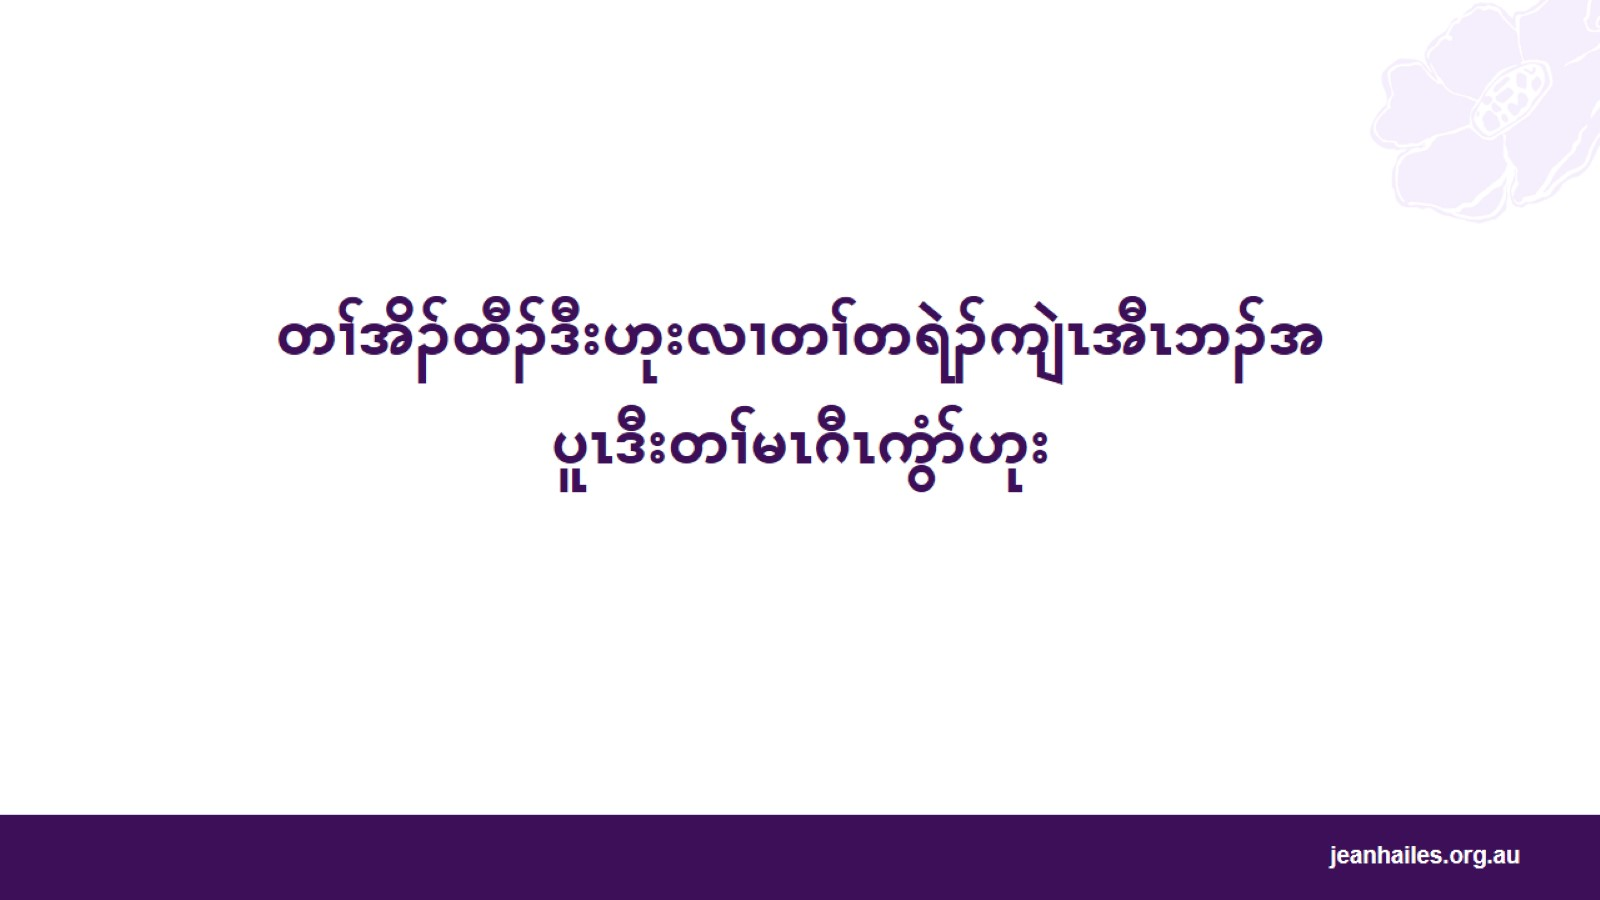 တၢ်အိၣ်ထီၣ်ဒီးဟုးလၢတၢ်တရဲၣ်ကျဲၤအီၤဘၣ်အ
ပူၤဒီးတၢ်မၤဂီၤကွံာ်ဟုး
jeanhailes.org.au